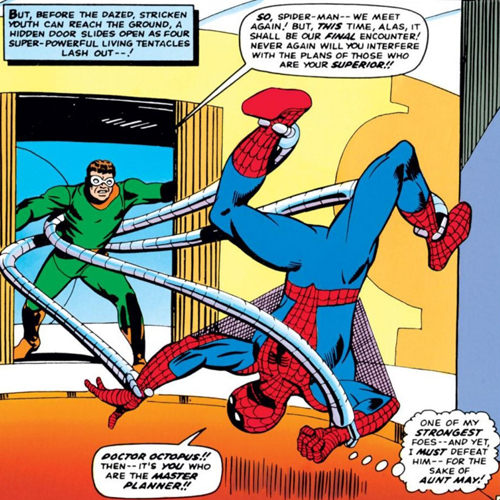 BUT, BEFORE THE DAZED, STRICKEN
YOUTH CAN REACH THE GROUND, A
HIDDEN DOOR SLIDES OPEN AS FOUR
SUPER-POWERFUL LIVING TENTACLES
LASH OUT--!
SO, SPIDER-MAN-- WE MEET
AGAIN! BUT, THIS TIME, ALAS, IT
SHALL BE OUR FINAL ENCOUNTER!
NEVER AGAIN WILL YOU INTERFERE
WITH THE PLANS OF THOSE WHO
ARE YOUR SUPERIOR!!
DOCTOR OCTOPUS!!
THEN-- IT'S YOU WHO
ARE THE MASTER
PLANNER!!
ONE OF MY
STRONGEST
FOES--AND YET,
I MUST DEFEAT
HIM-- FOR THE
SAKE OF
AUNT MAY!